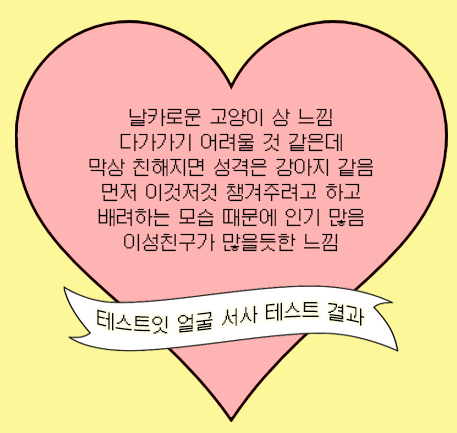 날카로운 고양이 상 느낌
다가가기 어려울 것 같은데
막상 친해지면 성격은 강아지 같음
먼저 이것저것 챙겨주려고 하고
배려하는 모습 때문에 인기 많음
이성친구가 많을듯한 느낌
테스트잇 얼굴 서사 테스트 결과